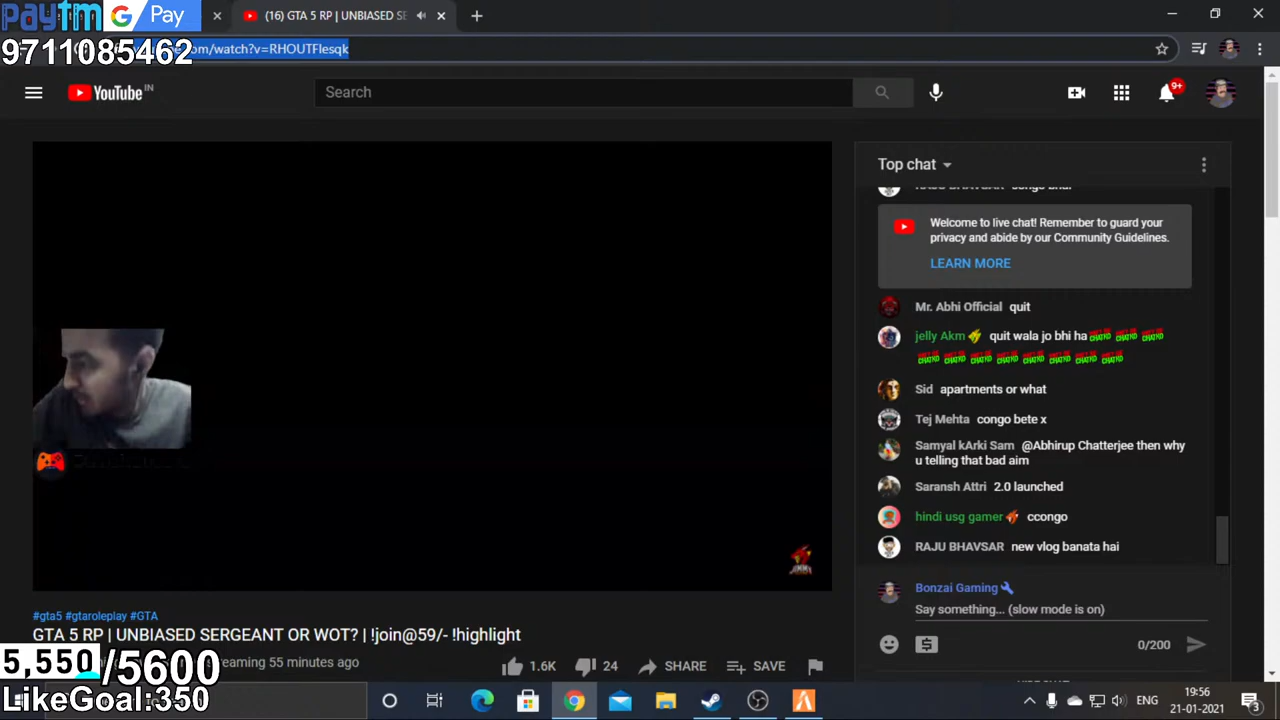 paytm
G Pay
(16) GTA 5 RP | UNBIASED SE
9711085462
om/watch?v=RHOUTFIesqk
YouTube IN
Search
9+
Top chat
Welcome to live chat! Remember to guard your
privacy and abide by our Community Guidelines.
LEARN MORE
Mr. Abhi Official quit
jelly Akm quit wala jo bhi ha
Sid apartments or what
Tej Mehta congo bete x
Samyal kArki Sam @Abhirup Chatterjee then why
u telling that bad aim
Saransh Attri 2.0 launched
hindi usg gamer ccongo
RAJU BHAVSAR new vlog banata hai
Bonzai Gaming
Say something... (slow mode is on)
0/200
#gta5 #gtaroleplay #GTA
GTA 5 RP | UNBIASED SERGEANT OR WOT? | !join@59/- !highlight
5,550/5600
streaming 55 minutes ago
1.6K
24
SHARE
SAVE
LikeGoal:350
ENG
19:56
21-01-2021
3